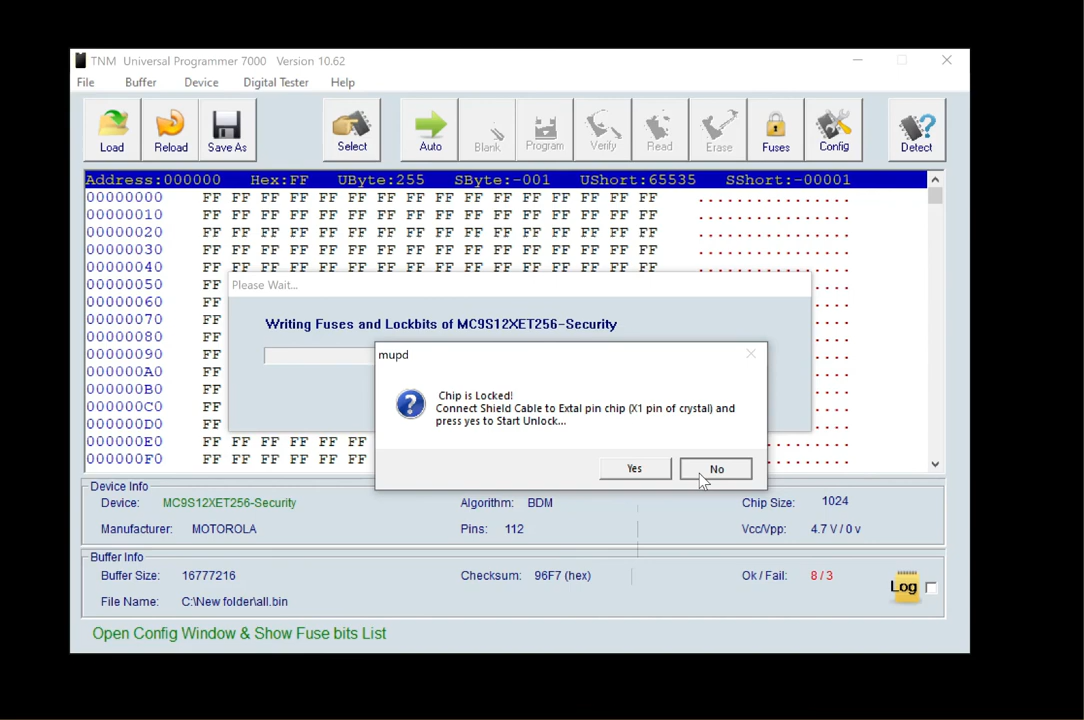 TNM Universal Programmer 7000 Version 10.62
File Buffer Device Digital Tester Help
Load Reload Save As Select Auto Blank Program Verify Read Erase Fuses Config Detect
Address:000000 Hex:FF UByte:255 SByte:-001 UShort:65535 SShort:-00001
00000000 FF FF FF FF FF FF FF FF FF FF FF FF FF FF FF FF ................
00000010 FF FF FF FF FF FF FF FF FF FF FF FF FF FF FF FF ................
00000020 FF FF FF FF FF FF FF FF FF FF FF FF FF FF FF FF ................
00000030 FF FF FF FF FF FF FF FF FF FF FF FF FF FF FF FF ................
00000040 FF FF FF FF FF FF FF FF FF FF FF FF FF FF FF FF ................
00000050 FF ....
Please Wait...
00000060 FF ....
00000070 FF ....
Writing Fuses and Lockbits of MC9S12XET256-Security
00000080 FF ....
00000090 FF ....
000000A0 FF ....
000000B0 FF ....
000000C0 FF ....
000000D0 FF ....
000000E0 FF FF FF FF FF FF ....
000000F0 FF FF FF FF FF FF ....
mupd
Chip is Locked!
Connect Shield Cable to Extal pin chip (X1 pin of crystal) and
press yes to Start Unlock...
Yes No
Device Info
Device: MC9S12XET256-Security Algorithm: BDM Chip Size: 1024
Manufacturer: MOTOROLA Pins: 112 Vcc/Vpp: 4.7 V / 0 v
Buffer Info
Buffer Size: 16777216 Checksum: 96F7 (hex) Ok / Fail: 8 / 3
Log
File Name: C:\New folder\all.bin
Open Config Window & Show Fuse bits List